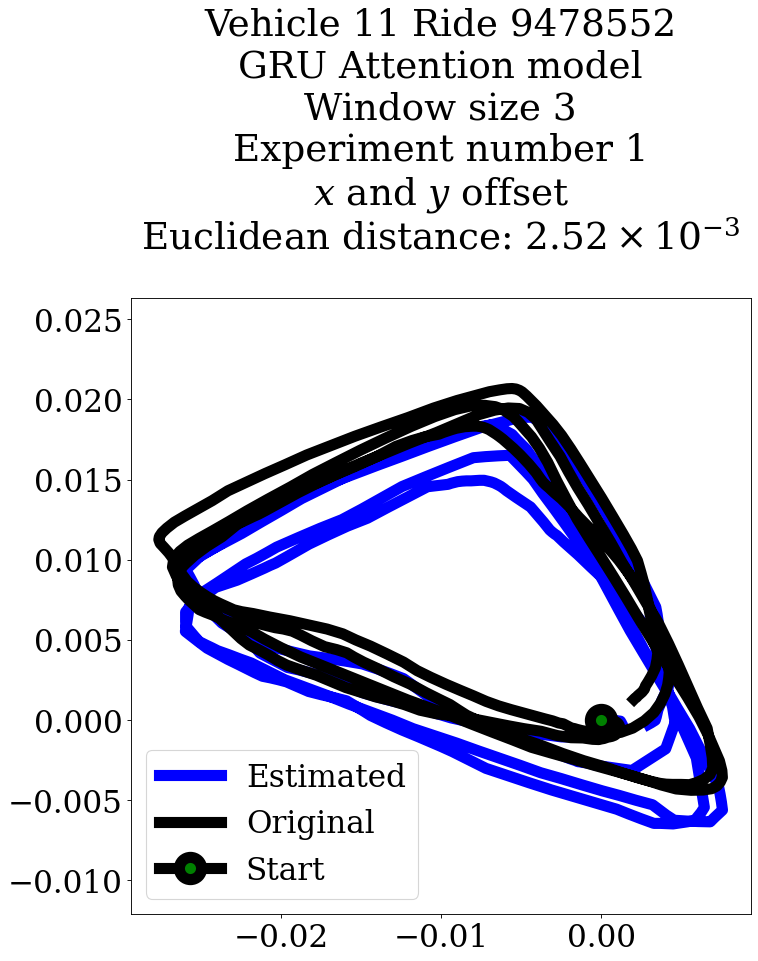 Vehicle 11 Ride 9478552
GRU Attention model
Window size 3
Experiment number 1
x and y offset
Euclidean distance: 2.52 × 10⁻³
0.025
0.020
0.015
0.010
0.005
0.000
−0.005
−0.010
Estimated
Original
Start
−0.02 −0.01 0.00